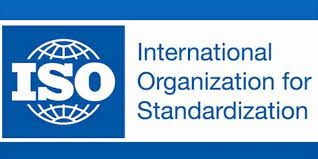 ISO
International
Organization for
Standardization